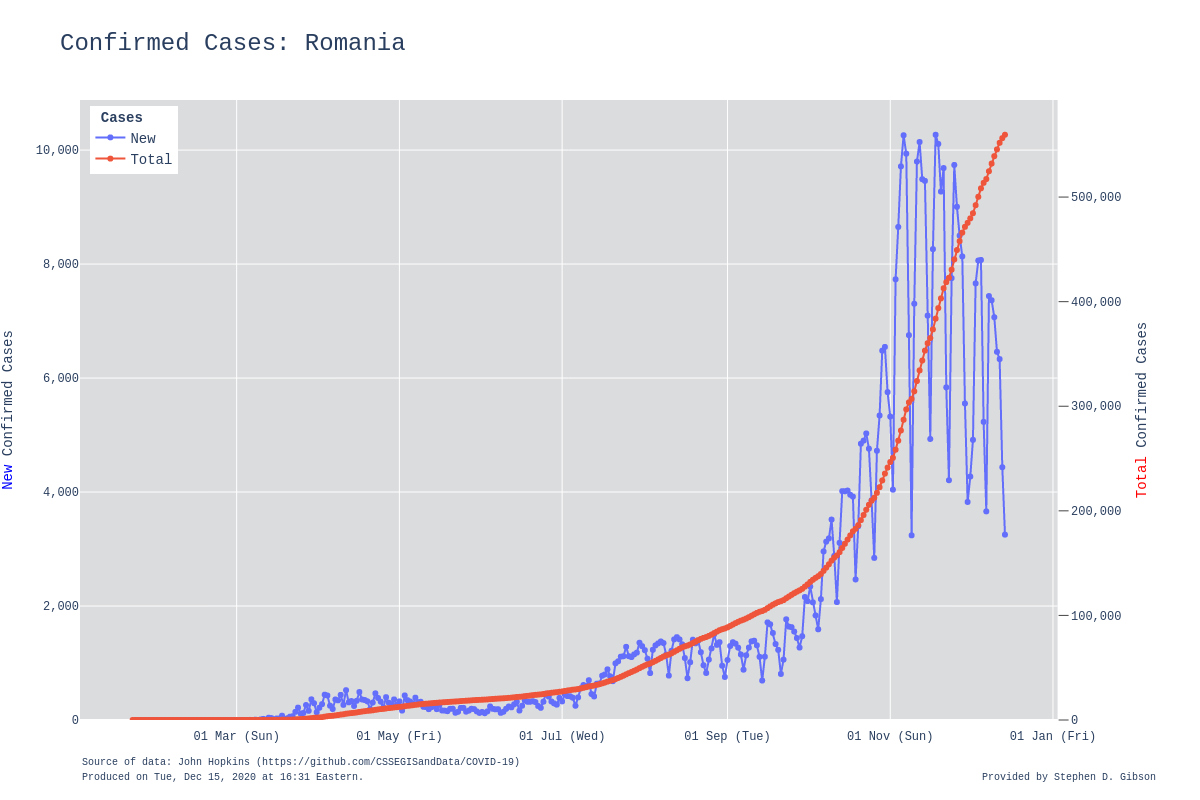 Confirmed Cases: Romania
Cases
New
Total
10,000
8,000
6,000
4,000
2,000
0
500,000
400,000
300,000
200,000
100,000
0
New Confirmed Cases
Total Confirmed Cases
01 Mar (Sun)
01 May (Fri)
01 Jul (Wed)
01 Sep (Tue)
01 Nov (Sun)
01 Jan (Fri)
Source of data: John Hopkins (https://github.com/CSSEGISandData/COVID-19)
Produced on Tue, Dec 15, 2020 at 16:31 Eastern.
Provided by Stephen D. Gibson